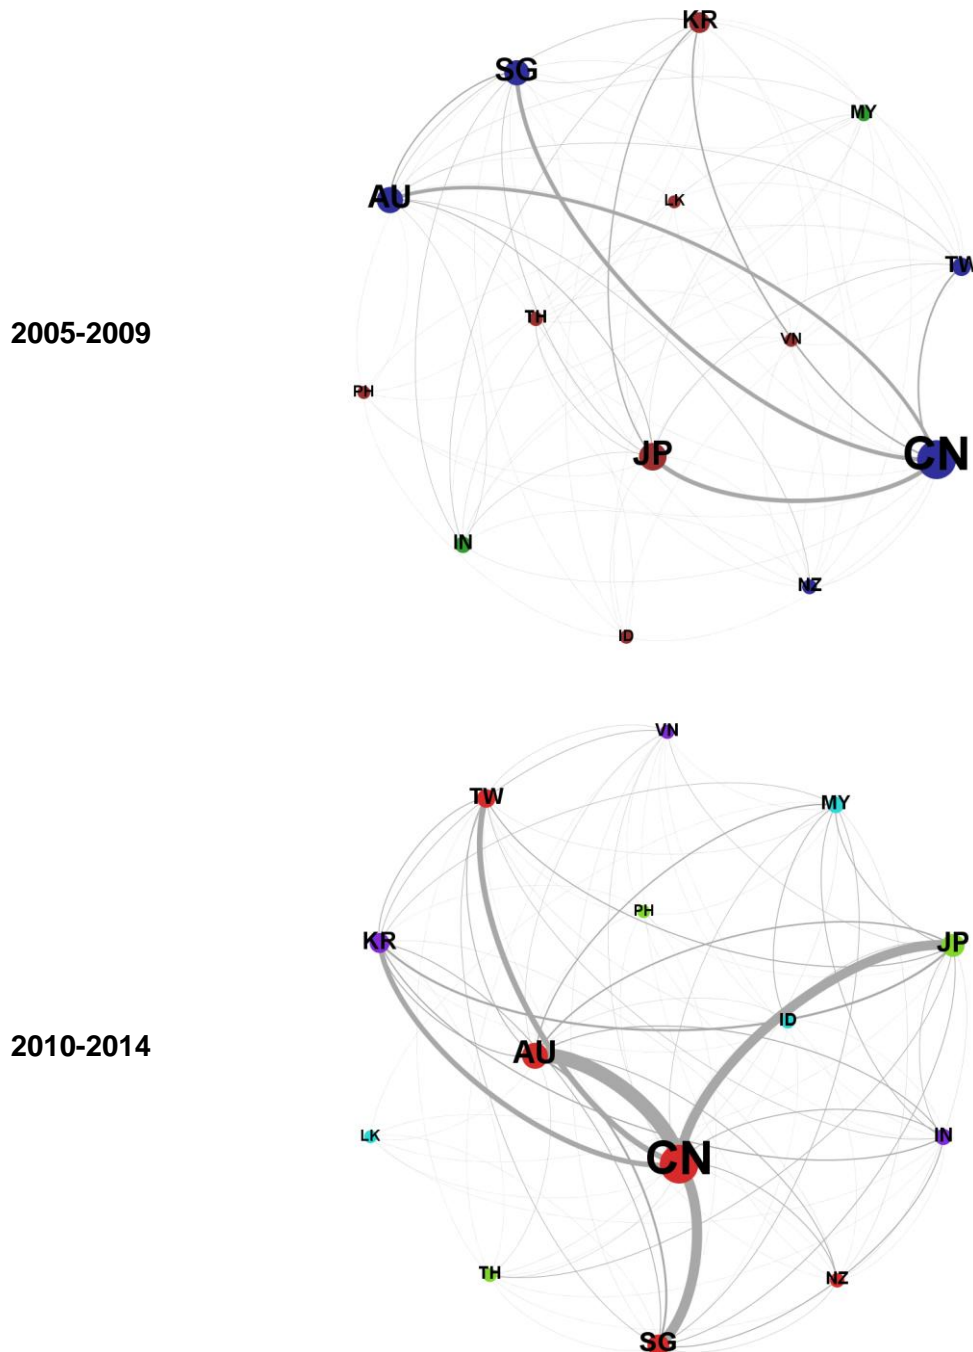 KR
SG
MY
AU
LK
TW
TH
2005-2009
VN
PH
JP
CN
IN
NZ
ID
VN
TW
MY
PH
KR
JP
ID
2010-2014
AU
LK
IN
CN
TH
NZ
SG